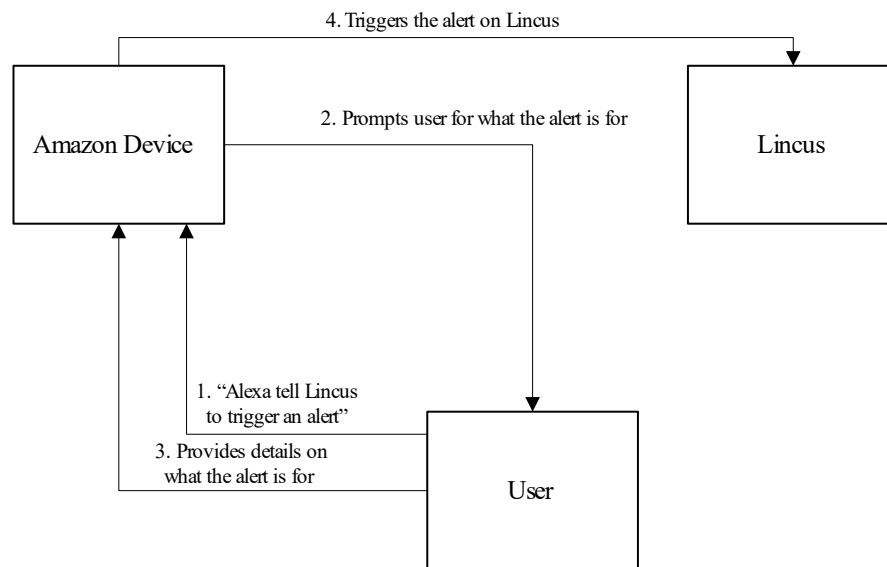 4. Triggers the alert on Lincus
Amazon Device
2. Prompts user for what the alert is for
Lincus
1. “Alexa tell Lincus
to trigger an alert”
3. Provides details on
what the alert is for
User